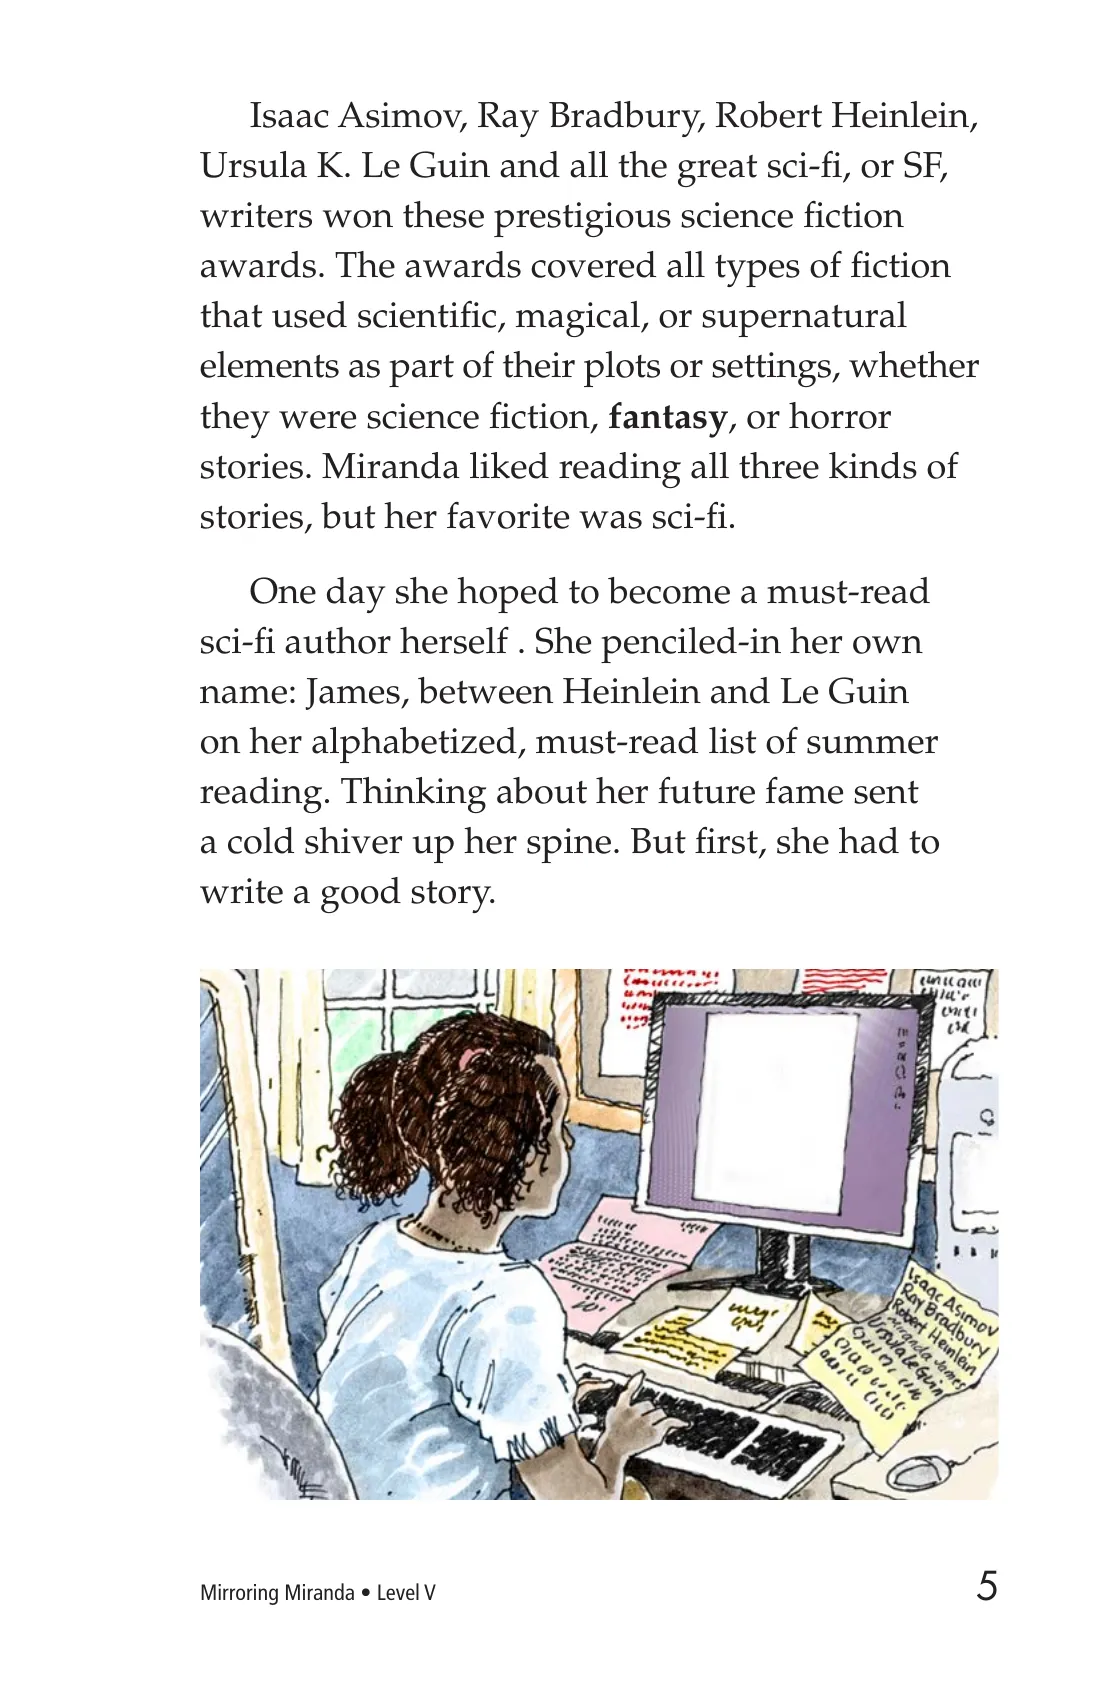 Isaac Asimov, Ray Bradbury, Robert Heinlein,
Ursula K. Le Guin and all the great sci-fi, or SF,
writers won these prestigious science fiction
awards. The awards covered all types of fiction
that used scientific, magical, or supernatural
elements as part of their plots or settings, whether
they were science fiction, fantasy, or horror
stories. Miranda liked reading all three kinds of
stories, but her favorite was sci-fi.
One day she hoped to become a must-read
sci-fi author herself . She penciled-in her own
name: James, between Heinlein and Le Guin
on her alphabetized, must-read list of summer
reading. Thinking about her future fame sent
a cold shiver up her spine. But first, she had to
write a good story.
Isaac Asimov
Ray Bradbury
Robert Heinlein
Miranda James
Ursula Le Guin
Mirroring Miranda • Level V
5